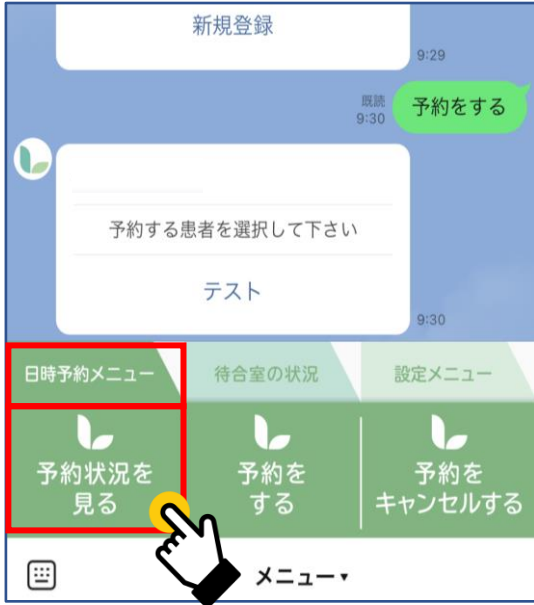 新規登録
9:29
既読
9:30
予約をする
予約する患者を選択して下さい
テスト
9:30
日時予約メニュー
待合室の状況
設定メニュー
予約状況を
見る
予約を
する
予約を
キャンセルする
メニュー▾